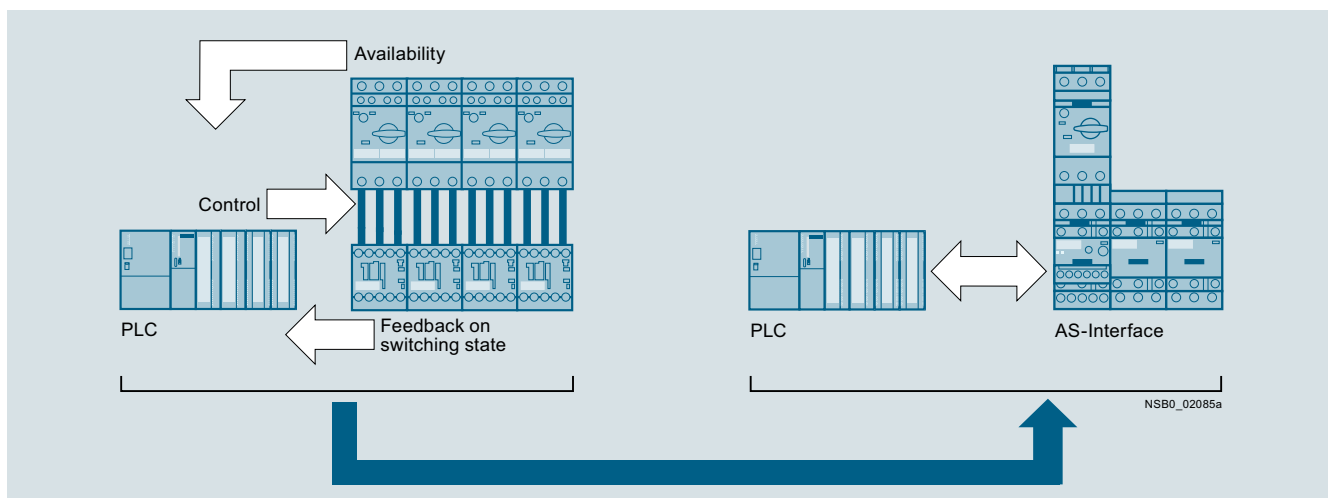 Availability
Control
PLC
Feedback on
switching state
PLC
AS-Interface
NSB0_02085a